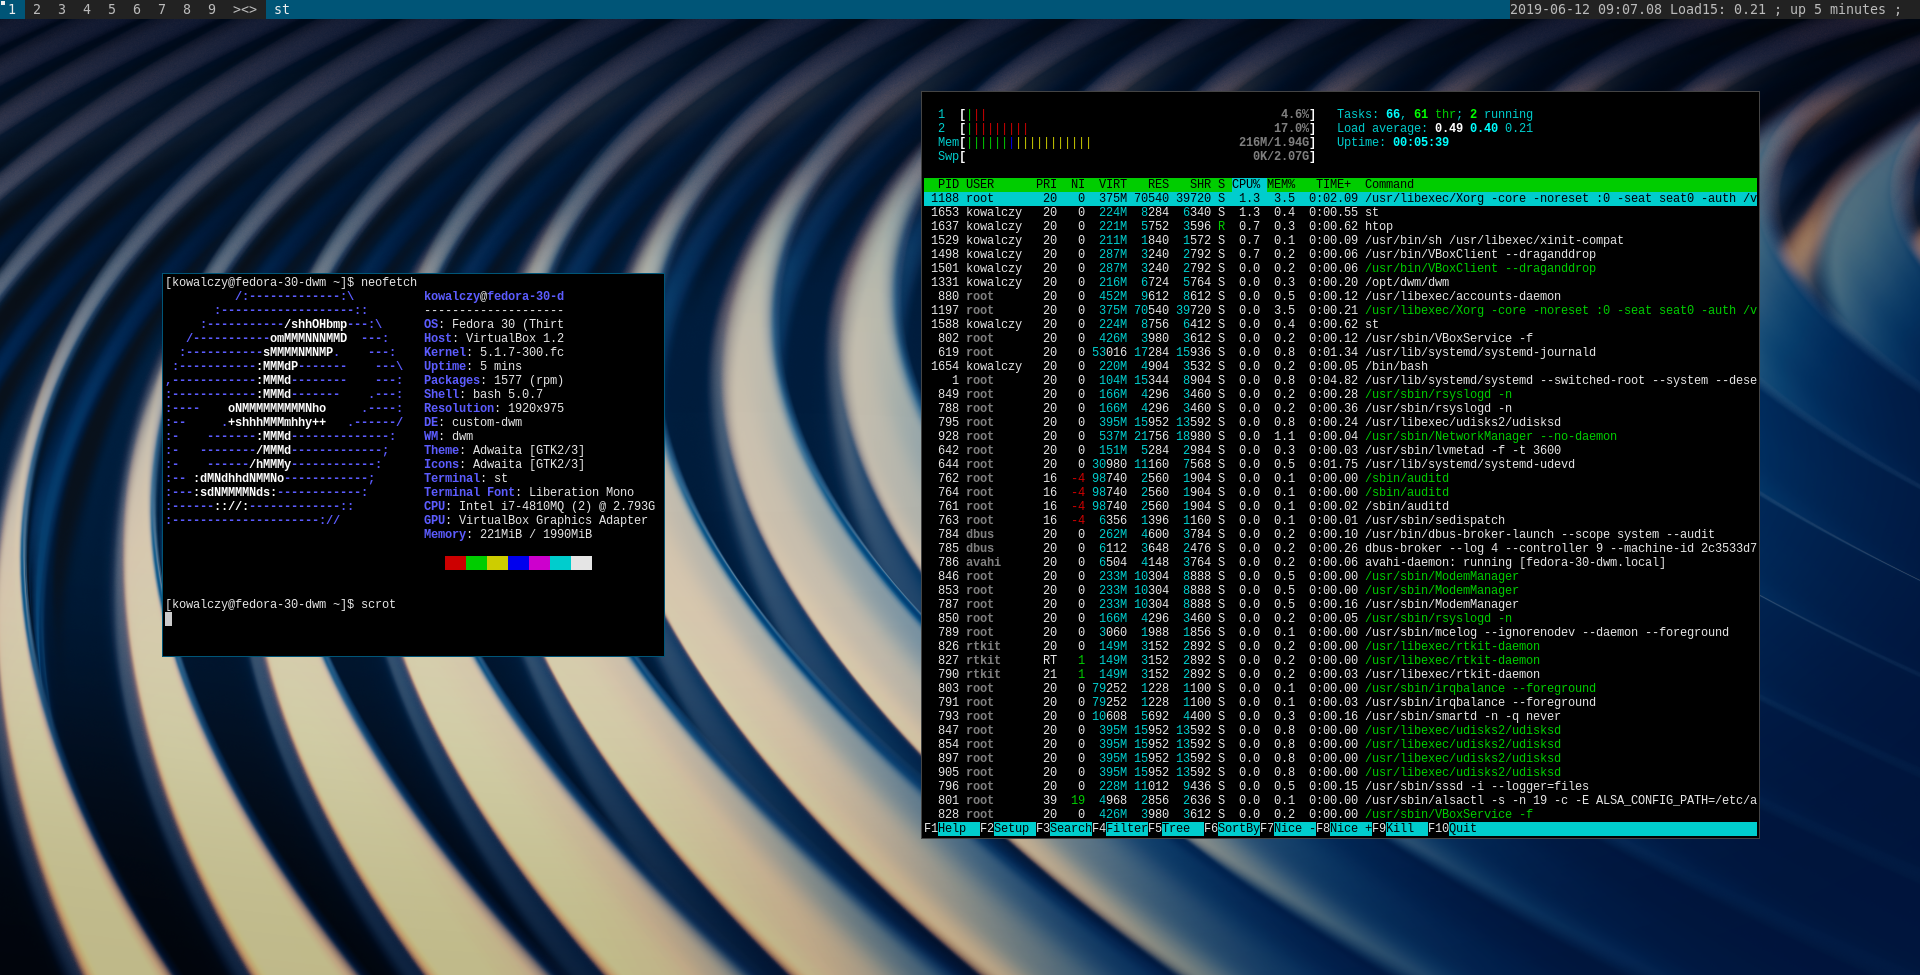 1 2 3 4 5 6 7 8 9 ><> st 2019-06-12 09:07.08 Load15: 0.21 ; up 5 minutes ;
[kowalczy@fedora-30-dwm ~]$ neofetch
/:-------------:\ kowalczy@fedora-30-d
:-------------------:: --------------------
:-----------/shhOHbmp---:\ OS: Fedora 30 (Thirt
/-----------omMMMNNNMMD  ---: Host: VirtualBox 1.2
:-----------sMMMMNMNMP.    ---: Kernel: 5.1.7-300.fc
:-----------:MMMdP-------    ---\ Uptime: 5 mins
,------------:MMMd--------    ---: Packages: 1577 (rpm)
:------------:MMMd-------    .---: Shell: bash 5.0.7
:----    oNMMMMMMMMMNho     .----: Resolution: 1920x975
:--     .+shhhMMMmhhy++   .------/ DE: custom-dwm
:-    -------:MMMd--------------: WM: dwm
:-   --------/MMMd-------------; Theme: Adwaita [GTK2/3]
:-    ------/hMMMy------------: Icons: Adwaita [GTK2/3]
:-- :dMNdhhdNMMNo------------; Terminal: st
:---:sdNMMMMNds:------------: Terminal Font: Liberation Mono
:------:://:-------------:: CPU: Intel i7-4810MQ (2) @ 2.793G
:---------------------:// GPU: VirtualBox Graphics Adapter
Memory: 221MiB / 1990MiB
[kowalczy@fedora-30-dwm ~]$ scrot
1 [||| 4.6%] Tasks: 66, 61 thr; 2 running
2 [||||||||| 17.0%] Load average: 0.49 0.40 0.21
Mem[|||||||||||||||||| 216M/1.94G] Uptime: 00:05:39
Swp[ 0K/2.07G]
PID USER PRI NI VIRT RES SHR S CPU% MEM% TIME+ Command
1188 root 20 0 375M 70540 39720 S 1.3 3.5 0:02.09 /usr/libexec/Xorg -core -noreset :0 -seat seat0 -auth /v
1653 kowalczy 20 0 224M 8284 6340 S 1.3 0.4 0:00.55 st
1637 kowalczy 20 0 221M 5752 3596 R 0.7 0.3 0:00.62 htop
1529 kowalczy 20 0 211M 1840 1572 S 0.7 0.1 0:00.09 /usr/bin/sh /usr/libexec/xinit-compat
1498 kowalczy 20 0 287M 3240 2792 S 0.7 0.2 0:00.06 /usr/bin/VBoxClient --draganddrop
1501 kowalczy 20 0 287M 3240 2792 S 0.0 0.2 0:00.06 /usr/bin/VBoxClient --draganddrop
1331 kowalczy 20 0 216M 6724 5764 S 0.0 0.3 0:00.20 /opt/dwm/dwm
880 root 20 0 452M 9612 8612 S 0.0 0.5 0:00.12 /usr/libexec/accounts-daemon
1197 root 20 0 375M 70540 39720 S 0.0 3.5 0:00.21 /usr/libexec/Xorg -core -noreset :0 -seat seat0 -auth /v
1588 kowalczy 20 0 224M 8756 6412 S 0.0 0.4 0:00.62 st
802 root 20 0 426M 3980 3612 S 0.0 0.2 0:00.12 /usr/sbin/VBoxService -f
619 root 20 0 53016 17284 15936 S 0.0 0.8 0:01.34 /usr/lib/systemd/systemd-journald
1654 kowalczy 20 0 220M 4904 3532 S 0.0 0.2 0:00.05 /bin/bash
1 root 20 0 104M 15344 8904 S 0.0 0.8 0:04.82 /usr/lib/systemd/systemd --switched-root --system --dese
849 root 20 0 166M 4296 3460 S 0.0 0.2 0:00.28 /usr/sbin/rsyslogd -n
788 root 20 0 166M 4296 3460 S 0.0 0.2 0:00.36 /usr/sbin/rsyslogd -n
795 root 20 0 395M 15952 13592 S 0.0 0.8 0:00.24 /usr/libexec/udisks2/udisksd
928 root 20 0 537M 21756 18980 S 0.0 1.1 0:00.04 /usr/sbin/NetworkManager --no-daemon
642 root 20 0 151M 5284 2984 S 0.0 0.3 0:00.03 /usr/sbin/lvmetad -f -t 3600
644 root 20 0 30980 11160 7568 S 0.0 0.5 0:01.75 /usr/lib/systemd/systemd-udevd
762 root 16 -4 98740 2560 1904 S 0.0 0.1 0:00.00 /sbin/auditd
764 root 16 -4 98740 2560 1904 S 0.0 0.1 0:00.00 /sbin/auditd
761 root 16 -4 98740 2560 1904 S 0.0 0.1 0:00.02 /sbin/auditd
763 root 16 -4 6356 1396 1160 S 0.0 0.1 0:00.01 /usr/sbin/sedispatch
784 dbus 20 0 262M 4600 3784 S 0.0 0.2 0:00.10 /usr/bin/dbus-broker-launch --scope system --audit
785 dbus 20 0 6112 3648 2476 S 0.0 0.2 0:00.26 dbus-broker --log 4 --controller 9 --machine-id 2c3533d7
786 avahi 20 0 6504 4148 3764 S 0.0 0.2 0:00.06 avahi-daemon: running [fedora-30-dwm.local]
846 root 20 0 233M 10304 8888 S 0.0 0.5 0:00.00 /usr/sbin/ModemManager
853 root 20 0 233M 10304 8888 S 0.0 0.5 0:00.00 /usr/sbin/ModemManager
787 root 20 0 233M 10304 8888 S 0.0 0.5 0:00.16 /usr/sbin/ModemManager
850 root 20 0 166M 4296 3460 S 0.0 0.2 0:00.05 /usr/sbin/rsyslogd -n
789 root 20 0 3060 1988 1856 S 0.0 0.1 0:00.00 /usr/sbin/mcelog --ignorenodev --daemon --foreground
826 rtkit 20 0 149M 3152 2892 S 0.0 0.2 0:00.00 /usr/libexec/rtkit-daemon
827 rtkit RT 1 149M 3152 2892 S 0.0 0.2 0:00.00 /usr/libexec/rtkit-daemon
790 rtkit 21 1 149M 3152 2892 S 0.0 0.2 0:00.03 /usr/libexec/rtkit-daemon
803 root 20 0 79252 1228 1100 S 0.0 0.1 0:00.00 /usr/sbin/irqbalance --foreground
791 root 20 0 79252 1228 1100 S 0.0 0.1 0:00.03 /usr/sbin/irqbalance --foreground
793 root 20 0 10608 5692 4400 S 0.0 0.3 0:00.16 /usr/sbin/smartd -n -q never
847 root 20 0 395M 15952 13592 S 0.0 0.8 0:00.00 /usr/libexec/udisks2/udisksd
854 root 20 0 395M 15952 13592 S 0.0 0.8 0:00.00 /usr/libexec/udisks2/udisksd
897 root 20 0 395M 15952 13592 S 0.0 0.8 0:00.00 /usr/libexec/udisks2/udisksd
905 root 20 0 395M 15952 13592 S 0.0 0.8 0:00.00 /usr/libexec/udisks2/udisksd
796 root 20 0 228M 11012 9436 S 0.0 0.5 0:00.15 /usr/sbin/sssd -i --logger=files
801 root 39 19 4968 2856 2636 S 0.0 0.1 0:00.00 /usr/sbin/alsactl -s -n 19 -c -E ALSA_CONFIG_PATH=/etc/a
828 root 20 0 426M 3980 3612 S 0.0 0.2 0:00.00 /usr/sbin/VBoxService -f
F1Help F2Setup F3SearchF4FilterF5Tree F6SortByF7Nice -F8Nice +F9Kill F10Quit